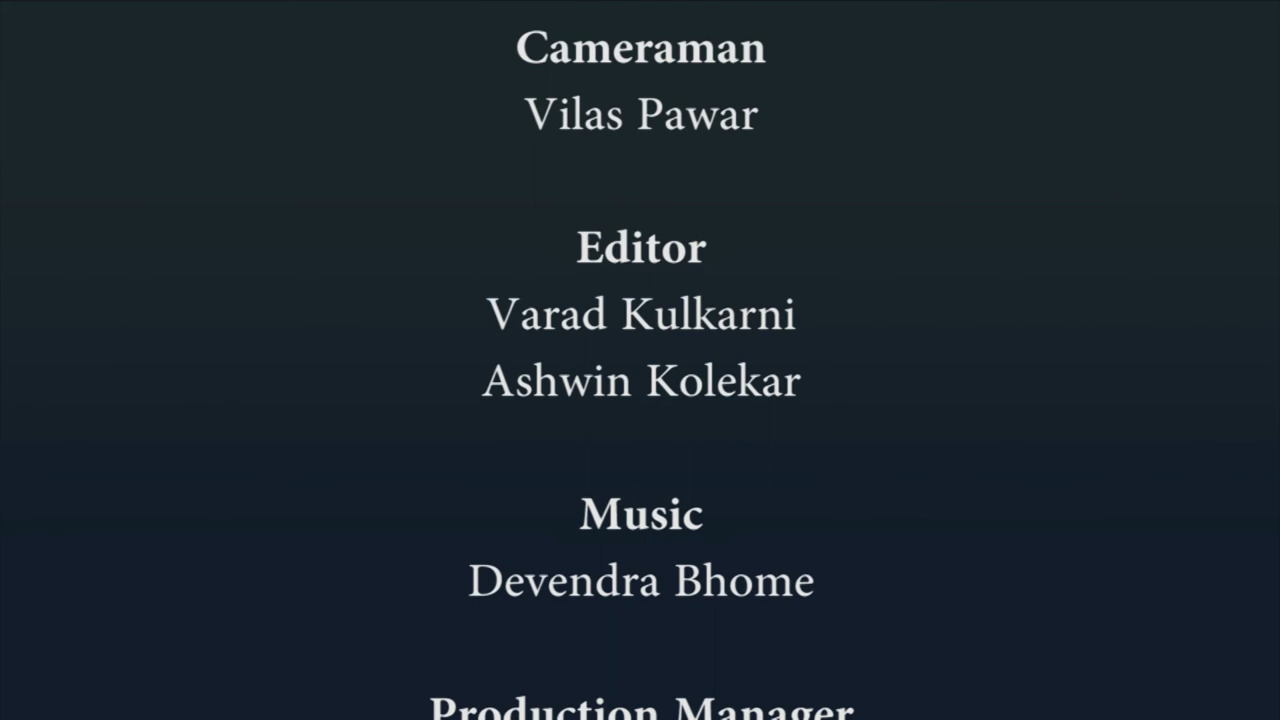 Cameraman
Vilas Pawar
Editor
Varad Kulkarni
Ashwin Kolekar
Music
Devendra Bhome
Production Manager